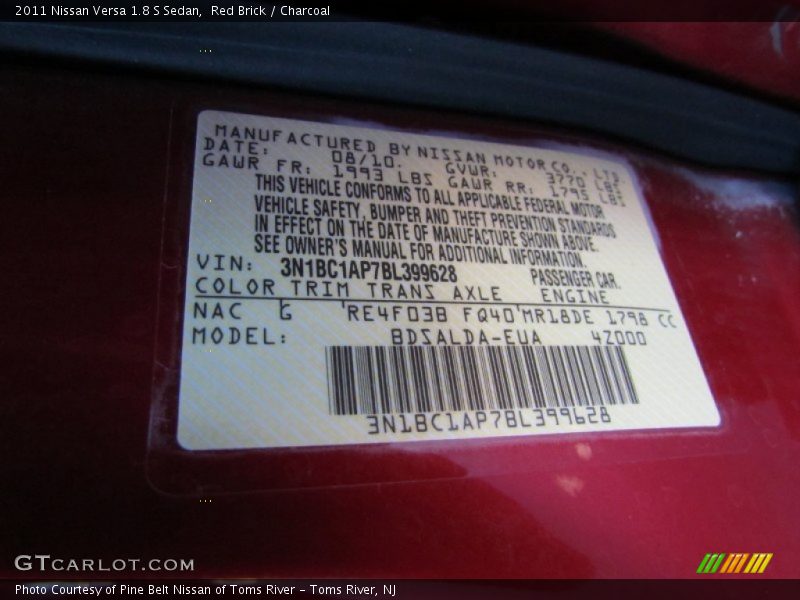 2011 Nissan Versa 1.8 S Sedan, Red Brick / Charcoal
MANUFACTURED BY NISSAN MOTOR CO., LTD
DATE: 08/10. GVWR: 3770 LBS
GAWR FR: 1993 LBS GAWR RR: 1795 LBS
THIS VEHICLE CONFORMS TO ALL APPLICABLE FEDERAL MOTOR
VEHICLE SAFETY, BUMPER AND THEFT PREVENTION STANDARDS
IN EFFECT ON THE DATE OF MANUFACTURE SHOWN ABOVE.
SEE OWNER'S MANUAL FOR ADDITIONAL INFORMATION.
VIN: 3N1BC1AP7BL399628 PASSENGER CAR.
COLOR TRIM TRANS AXLE ENGINE
NAC G RE4F03B FQ40 MR18DE 1798 CC
MODEL: BDSALDA-EUA 42000
3N1BC1AP7BL399628
GTCARLOT.COM
Photo Courtesy of Pine Belt Nissan of Toms River – Toms River, NJ